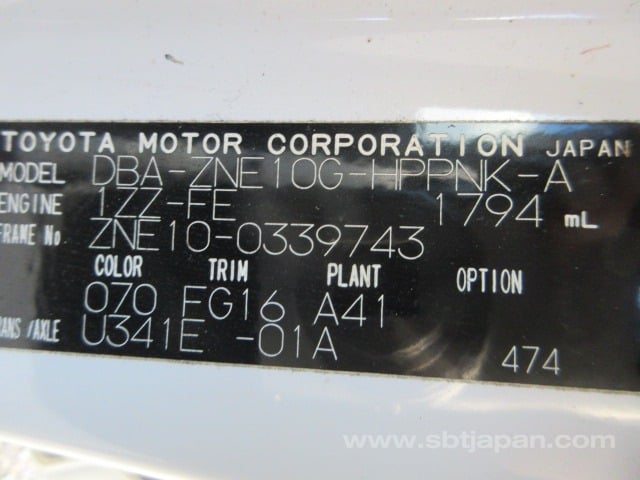 TOYOTA MOTOR CORPORATION JAPAN
MODEL DBA-ZNE10G-HPPNK-A
ENGINE 1ZZ-FE 1794 mL
FRAME No ZNE10-0339743
COLOR TRIM PLANT OPTION
070 FG16 A41
TRANS/AXLE U341E -01A
474
www.sbtjapan.com